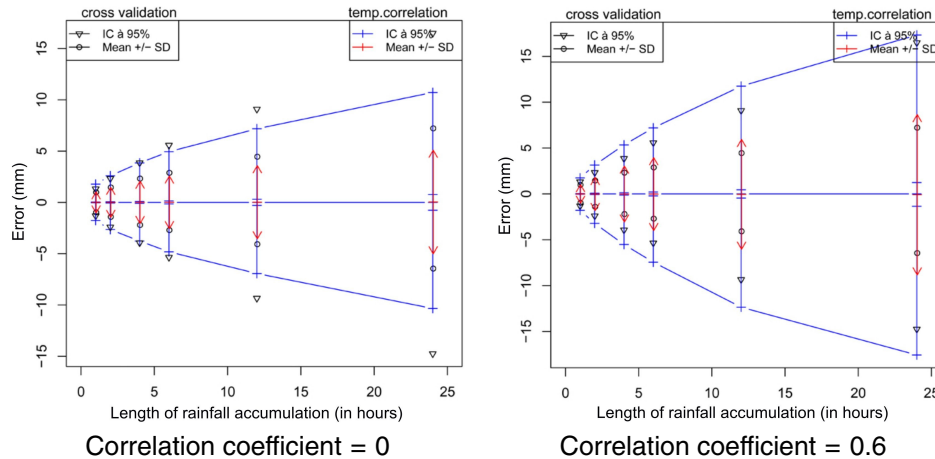 cross validation temp.correlation
IC à 95% IC à 95%
Mean +/− SD Mean +/− SD
15
10
5
0
−5
−10
−15
Error (mm)
0 5 10 15 20 25
Length of rainfall accumulation (in hours)
Correlation coefficient = 0
cross validation temp.correlation
IC à 95% IC à 95%
Mean +/− SD Mean +/− SD
15
10
5
0
−5
−10
−15
Error (mm)
0 5 10 15 20 25
Length of rainfall accumulation (in hours)
Correlation coefficient = 0.6